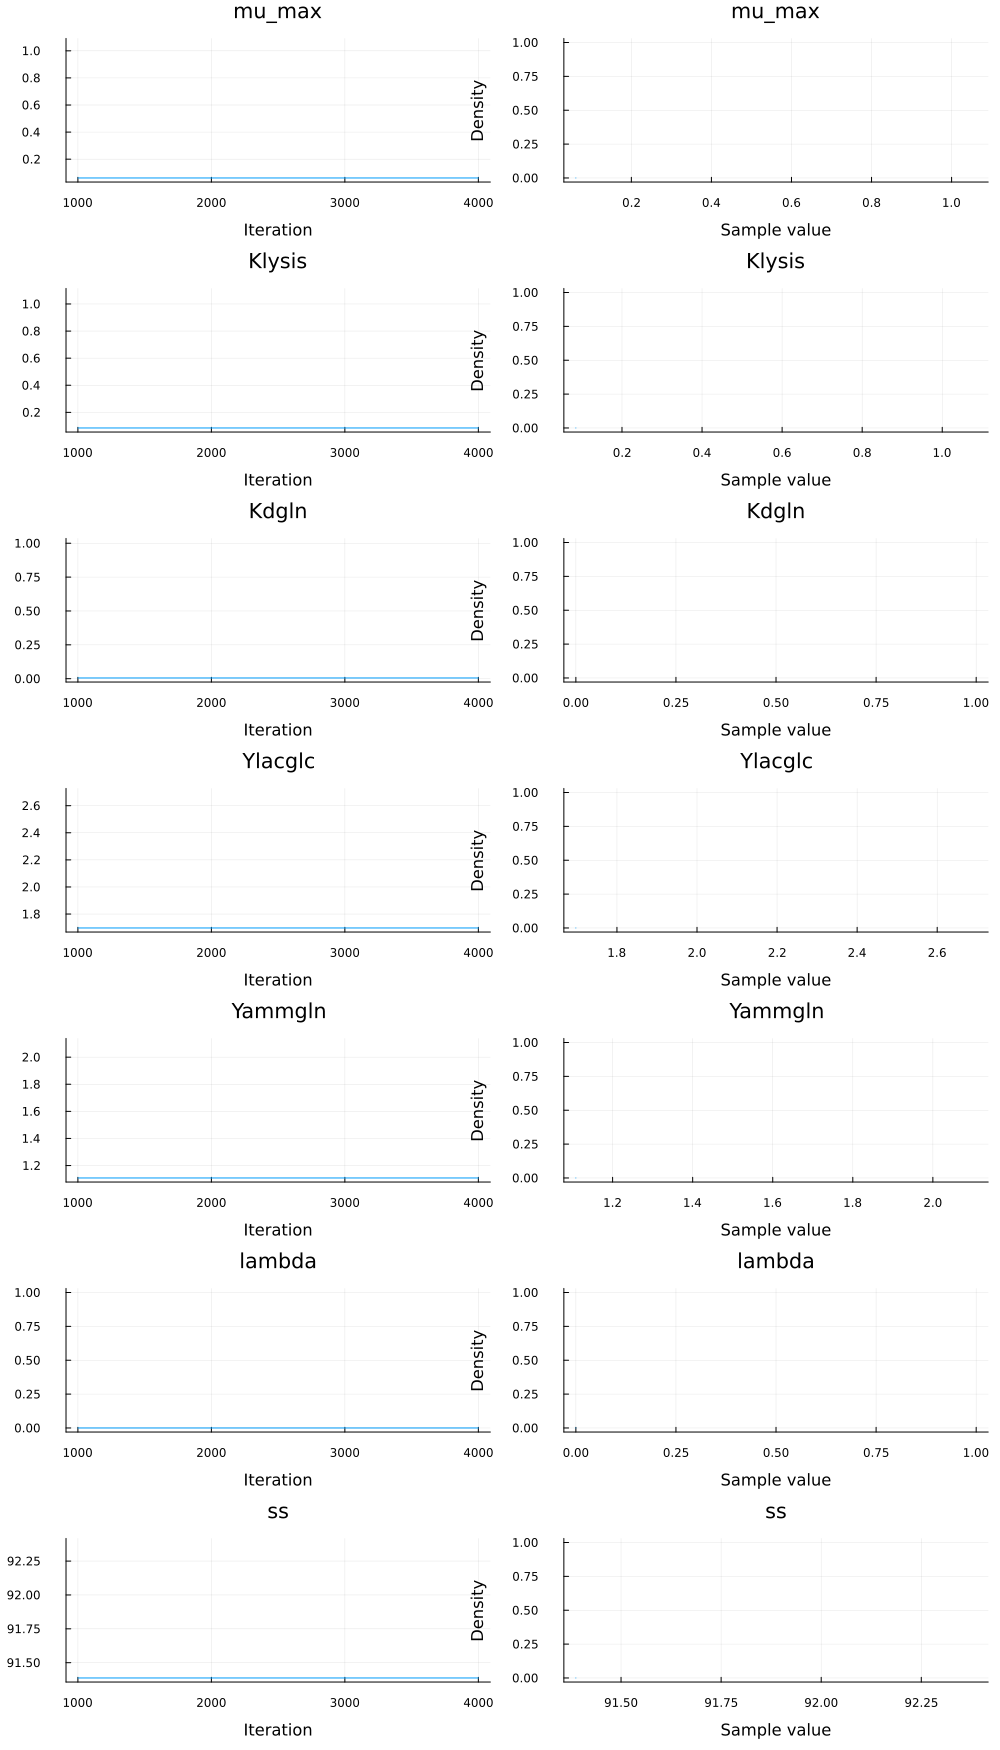 mu_max mu_max
1.0 1.00
0.8 0.75
0.6 Density 0.50
0.4 0.25
0.2 0.00
1000 2000 3000 4000 0.2 0.4 0.6 0.8 1.0
Iteration Sample value
Klysis Klysis
1.0 1.00
0.8 0.75
0.6 Density 0.50
0.4 0.25
0.2 0.00
1000 2000 3000 4000 0.2 0.4 0.6 0.8 1.0
Iteration Sample value
Kdgln Kdgln
1.00 1.00
0.75 0.75
0.50 Density 0.50
0.25 0.25
0.00 0.00
1000 2000 3000 4000 0.00 0.25 0.50 0.75 1.00
Iteration Sample value
Ylacglc Ylacglc
2.6 1.00
2.4 0.75
2.2 Density 0.50
2.0 0.25
1.8 0.00
1000 2000 3000 4000 1.8 2.0 2.2 2.4 2.6
Iteration Sample value
Yammgln Yammgln
2.0 1.00
1.8 0.75
1.6 Density 0.50
1.4 0.25
1.2 0.00
1000 2000 3000 4000 1.2 1.4 1.6 1.8 2.0
Iteration Sample value
lambda lambda
1.00 1.00
0.75 0.75
0.50 Density 0.50
0.25 0.25
0.00 0.00
1000 2000 3000 4000 0.00 0.25 0.50 0.75 1.00
Iteration Sample value
ss ss
1.00
92.25 0.75
92.00 Density 0.50
91.75 0.25
91.50 0.00
1000 2000 3000 4000 91.50 91.75 92.00 92.25
Iteration Sample value